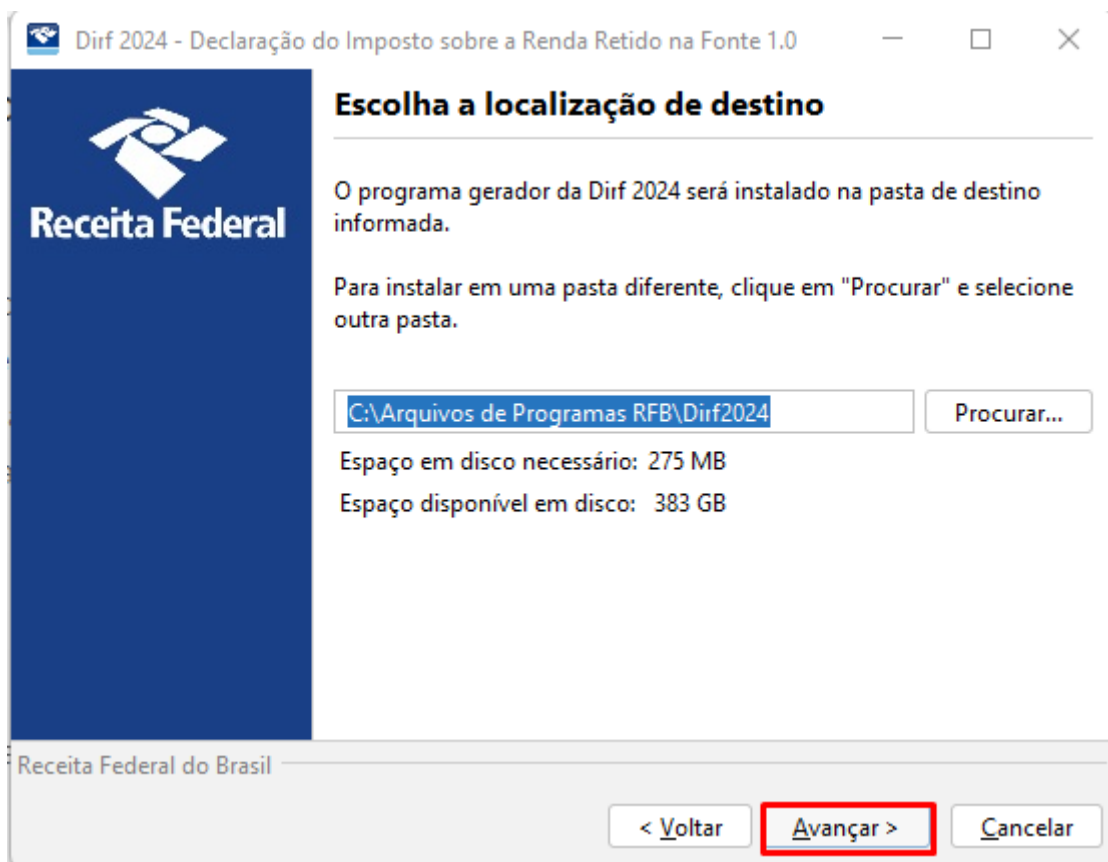 Dirf 2024 - Declaração do Imposto sobre a Renda Retido na Fonte 1.0
Receita Federal
Escolha a localização de destino
O programa gerador da Dirf 2024 será instalado na pasta de destino
informada.
Para instalar em uma pasta diferente, clique em "Procurar" e selecione
outra pasta.
C:\Arquivos de Programas RFB\Dirf2024
Procurar...
Espaço em disco necessário: 275 MB
Espaço disponível em disco: 383 GB
Receita Federal do Brasil
< Voltar
Avançar >
Cancelar